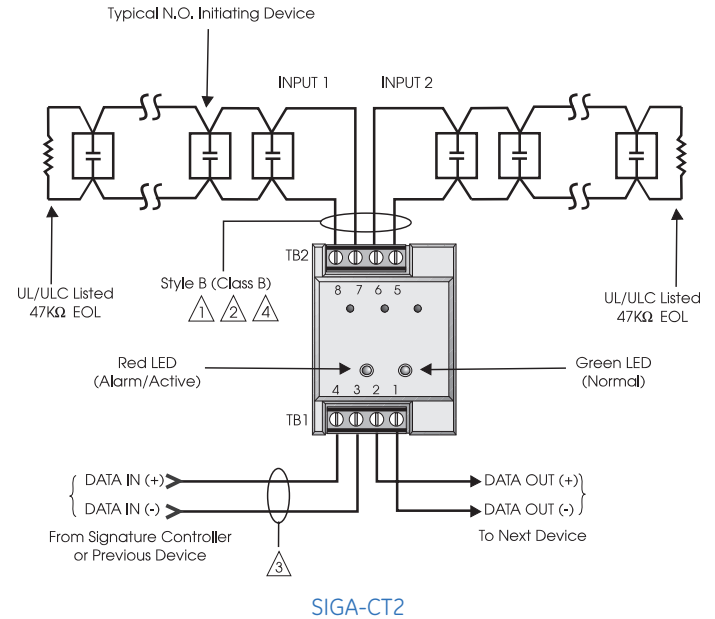 Typical N.O. Initiating Device
INPUT 1
INPUT 2
TB2
8 7 6 5
Style B (Class B)
1 2 4
UL/ULC Listed
47KΩ EOL
UL/ULC Listed
47KΩ EOL
Red LED
(Alarm/Active)
Green LED
(Normal)
4 3 2 1
TB1
DATA IN (+)
DATA OUT (+)
DATA IN (-)
DATA OUT (-)
From Signature Controller
or Previous Device
To Next Device
3
SIGA-CT2